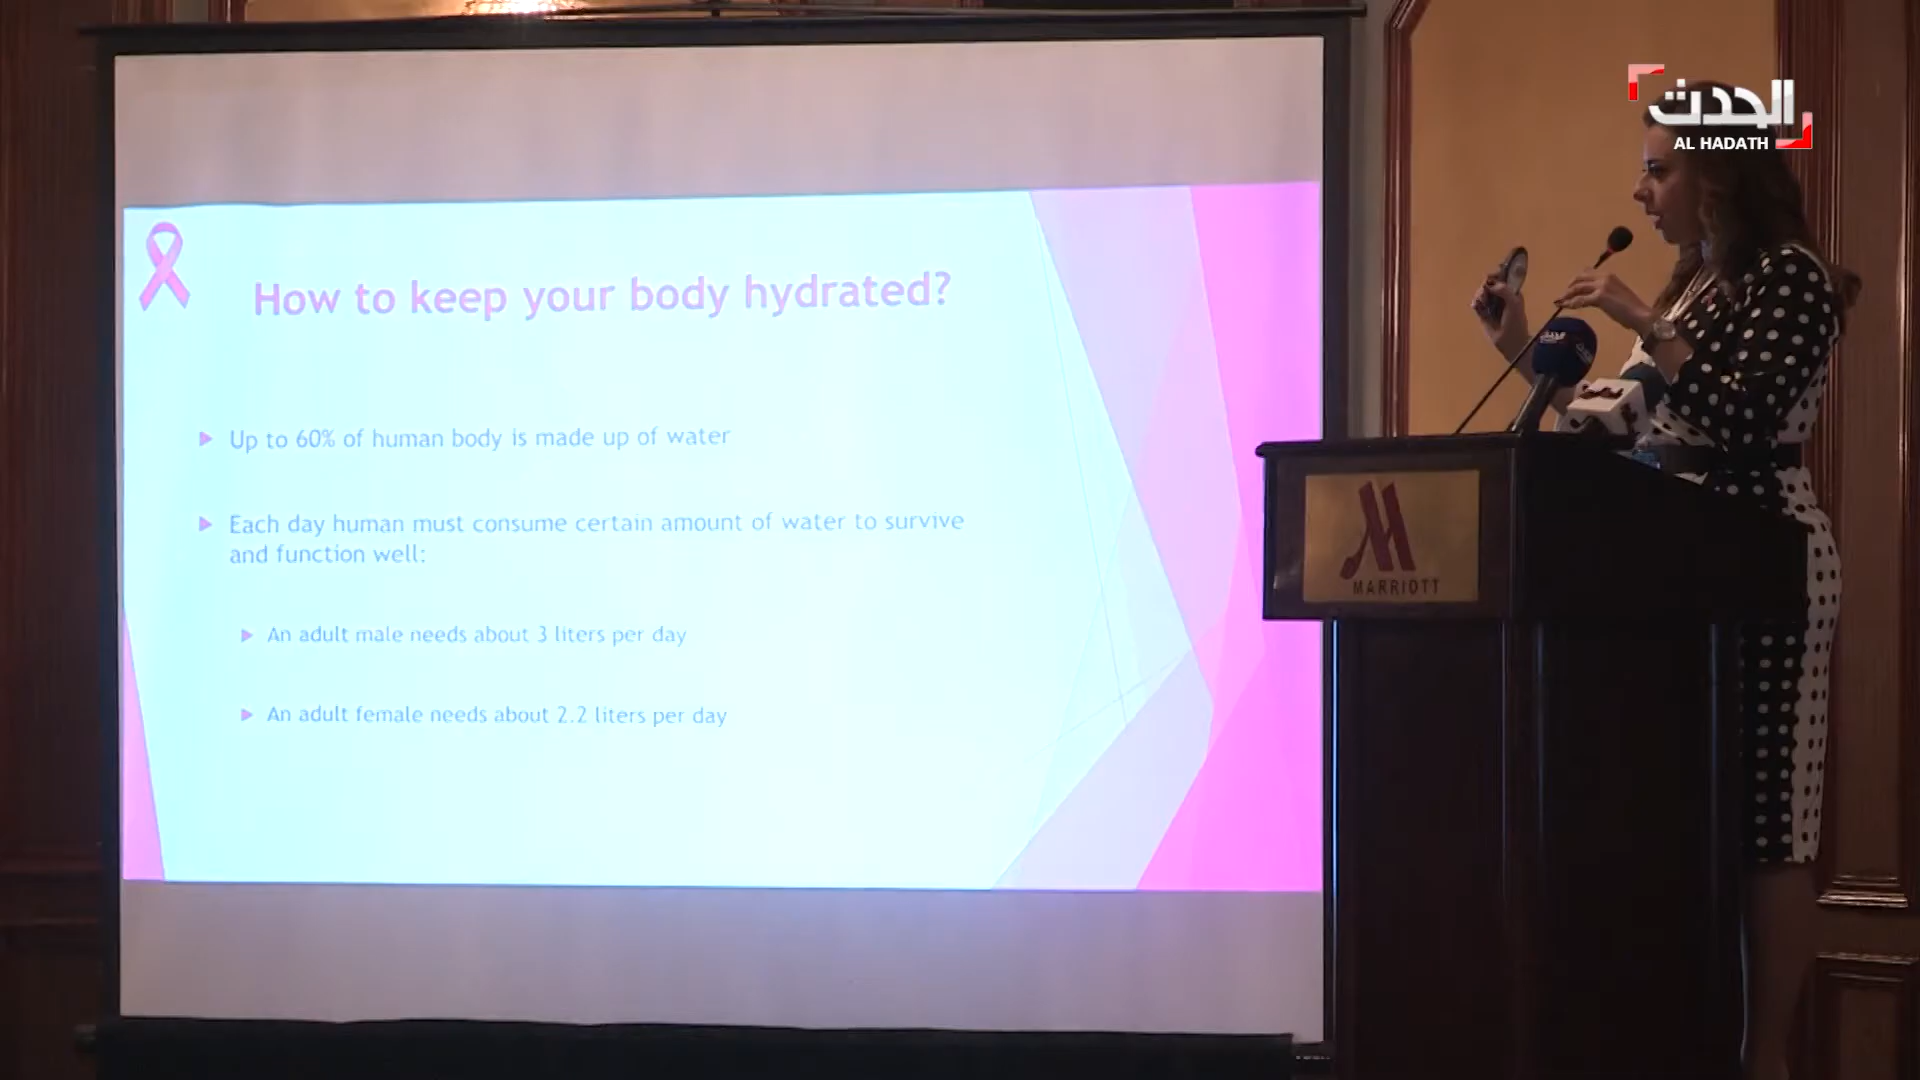 الحدث
AL HADATH
How to keep your body hydrated?
Up to 60% of human body is made up of water
Each day human must consume certain amount of water to survive
and function well:
An adult male needs about 3 liters per day
An adult female needs about 2.2 liters per day
MARRIOTT